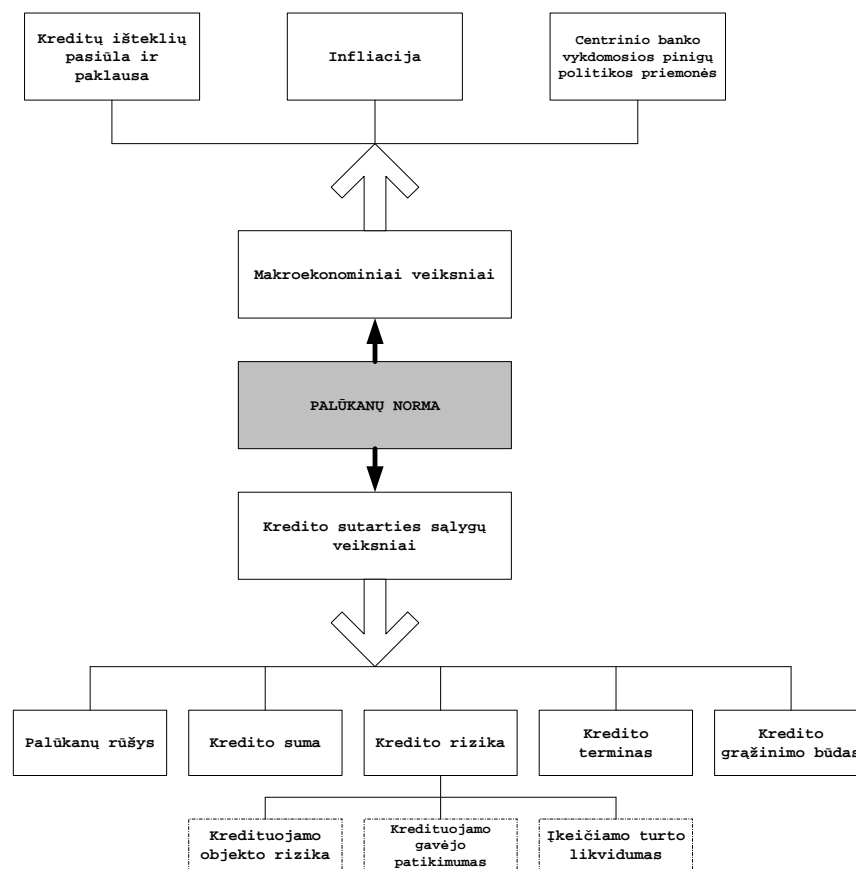 Kreditų išteklių
pasiūla ir
paklausa
Infliacija
Centrinio banko
vykdomosios pinigų
politikos priemonės
Makroekonominiai veiksniai
PALŪKANŲ NORMA
Kredito sutarties sąlygų
veiksniai
Palūkanų rūšys
Kredito suma
Kredito rizika
Kredito
terminas
Kredito
grąžinimo būdas
Kredituojamo
objekto rizika
Kredituojamo
gavėjo
patikimumas
Įkeičiamo turto
likvidumas